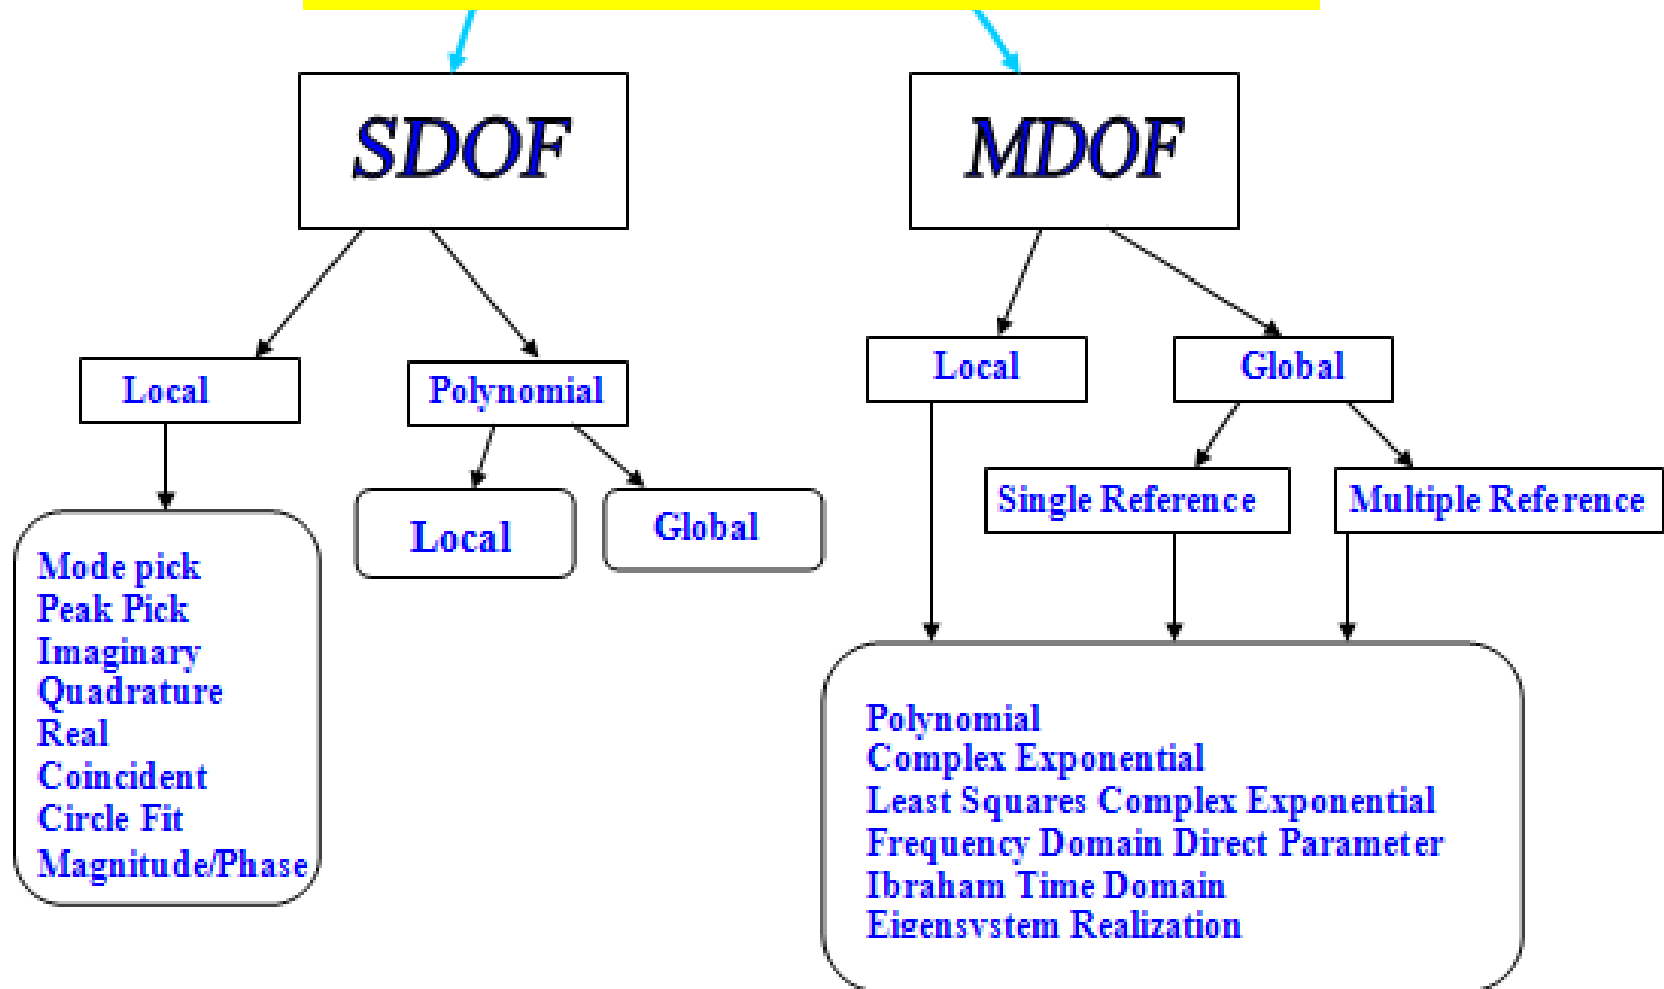 SDOF
MDOF
Local
Polynomial
Local
Global
Local
Global
Single Reference
Multiple Reference
Mode pick
Peak Pick
Imaginary
Quadrature
Real
Coincident
Circle Fit
Magnitude/Phase
Polynomial
Complex Exponential
Least Squares Complex Exponential
Frequency Domain Direct Parameter
Ibraham Time Domain
Eigensystem Realization